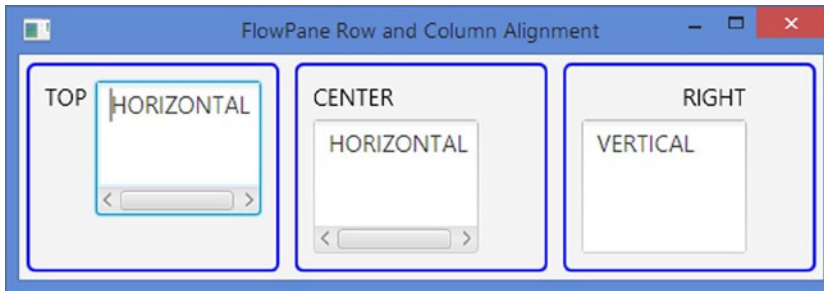 FlowPane Row and Column Alignment
TOP
HORIZONTAL
CENTER
HORIZONTAL
RIGHT
VERTICAL